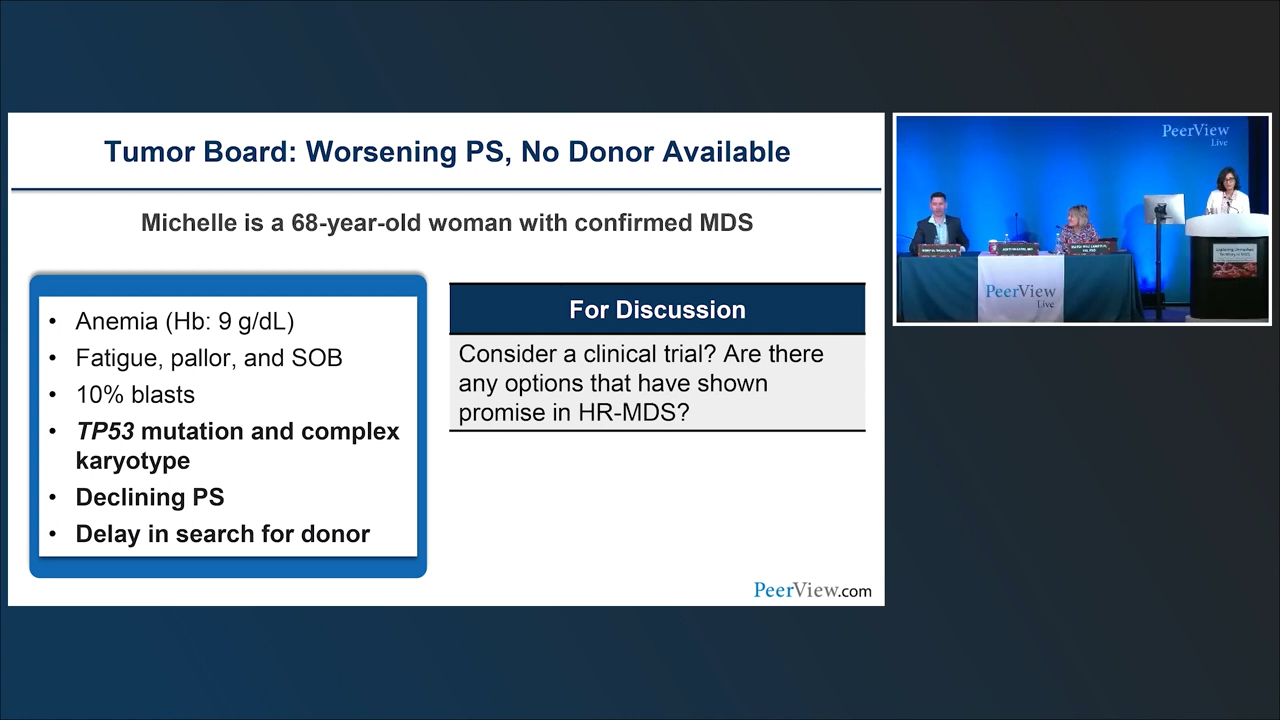 Tumor Board: Worsening PS, No Donor Available
Michelle is a 68-year-old woman with confirmed MDS
• Anemia (Hb: 9 g/dL)
• Fatigue, pallor, and SOB
• 10% blasts
• TP53 mutation and complex
karyotype
• Declining PS
• Delay in search for donor
For Discussion
Consider a clinical trial? Are there
any options that have shown
promise in HR-MDS?
PeerView.com
PeerView
Live
PeerView
Live